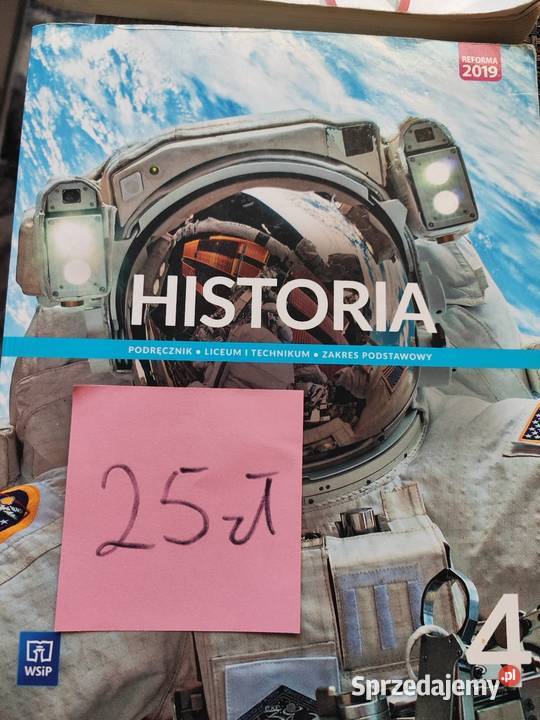 REFORMA
2019
HISTORIA
PODRĘCZNIK • LICEUM I TECHNIKUM • ZAKRES PODSTAWOWY
25 zł
4
WSiP
Sprzedajemy.pl